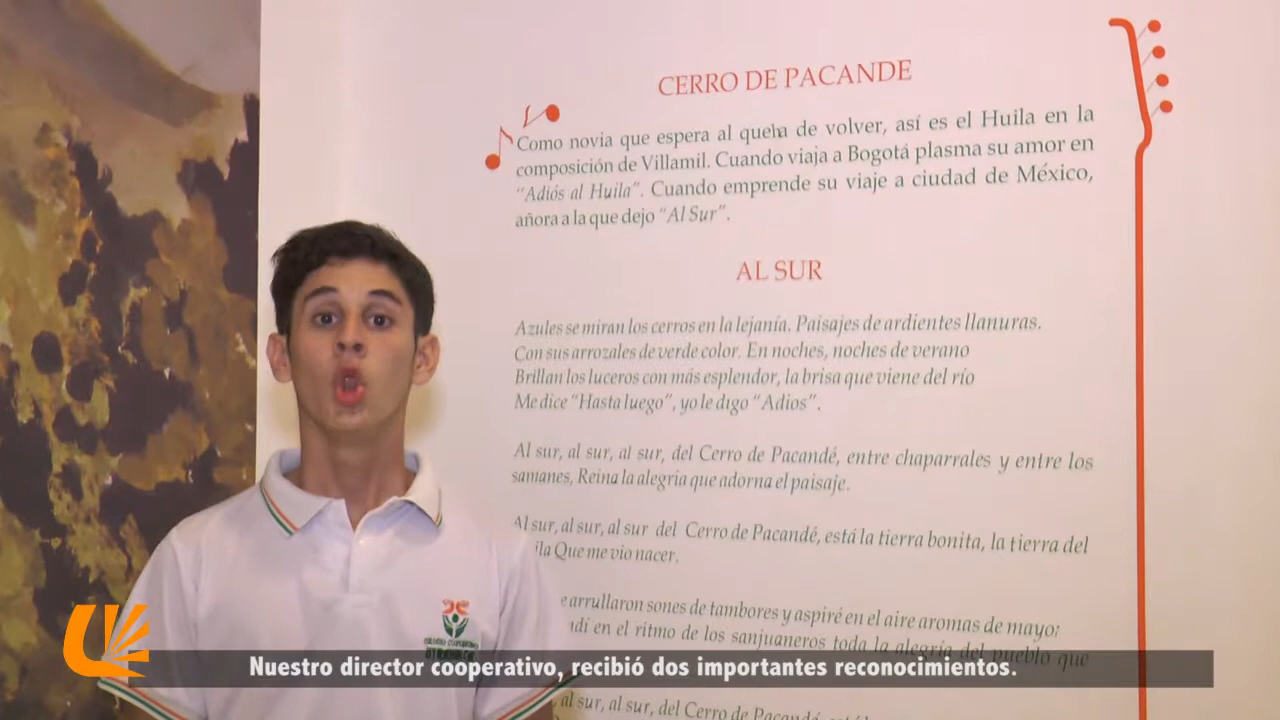 CERRO DE PACANDE
Como novia que espera al queha de volver, así es el Huila en la
composición de Villamil. Cuando viaja a Bogotá plasma su amor en
“Adiós al Huila”. Cuando emprende su viaje a ciudad de México,
añora a la que dejo “Al Sur”.
AL SUR
Azules se miran los cerros en la lejanía. Paisajes de ardientes llanuras.
Con sus arrozales de verde color. En noches, noches de verano
Brillan los luceros con más esplendor, la brisa que viene del río
Me dice “Hasta luego”, yo le digo “Adios”.
Al sur, al sur, al sur, del Cerro de Pacandé, entre chaparrales y entre los
samanes, Reina la alegria que adorna el paisaje.
Al sur, al sur, al sur del Cerro de Pacandé, está la tierra bonita, la tierra del
Que me vio nacer.
arrullaron sones de tambores y aspiré en el aire aromas de mayo;
en el ritmo de los sanjuaneros toda la alegría del pueblo que
Nuestro director cooperativo, recibió dos importantes reconocimientos.
al sur, al sur, del Cerro de